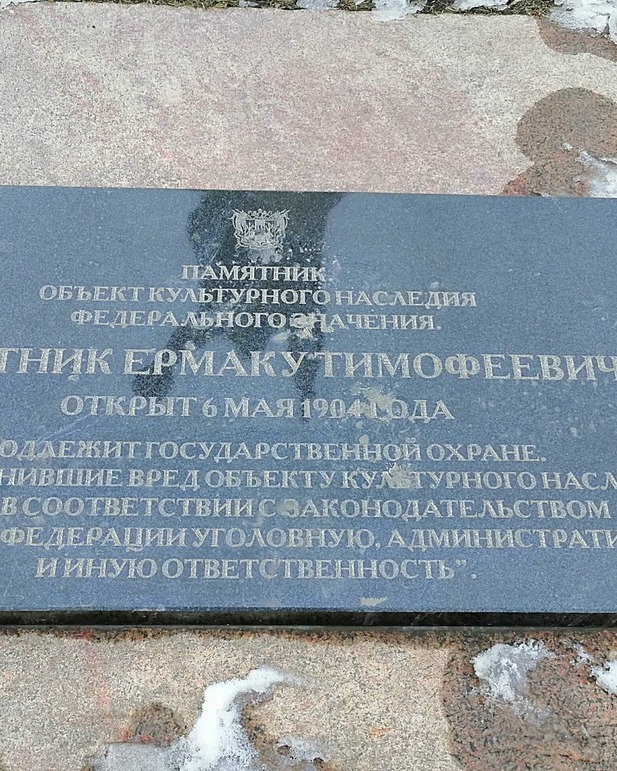 ПАМЯТНИК
ОБЪЕКТ КУЛЬТУРНОГО НАСЛЕДИЯ
ФЕДЕРАЛЬНОГО ЗНАЧЕНИЯ.
ТНИК ЕРМАКУ ТИМОФЕЕВИЧ
ОТКРЫТ 6 МАЯ 1904 ГОДА
ОДЛЕЖИТ ГОСУДАРСТВЕННОЙ ОХРАНЕ.
НИВШИЕ ВРЕД ОБЪЕКТУ КУЛЬТУРНОГО НАСЛ
В СООТВЕТСТВИИ С ЗАКОНОДАТЕЛЬСТВОМ
ФЕДЕРАЦИИ УГОЛОВНУЮ, АДМИНИСТРАТИ
И ИНУЮ ОТВЕТСТВЕННОСТЬ".